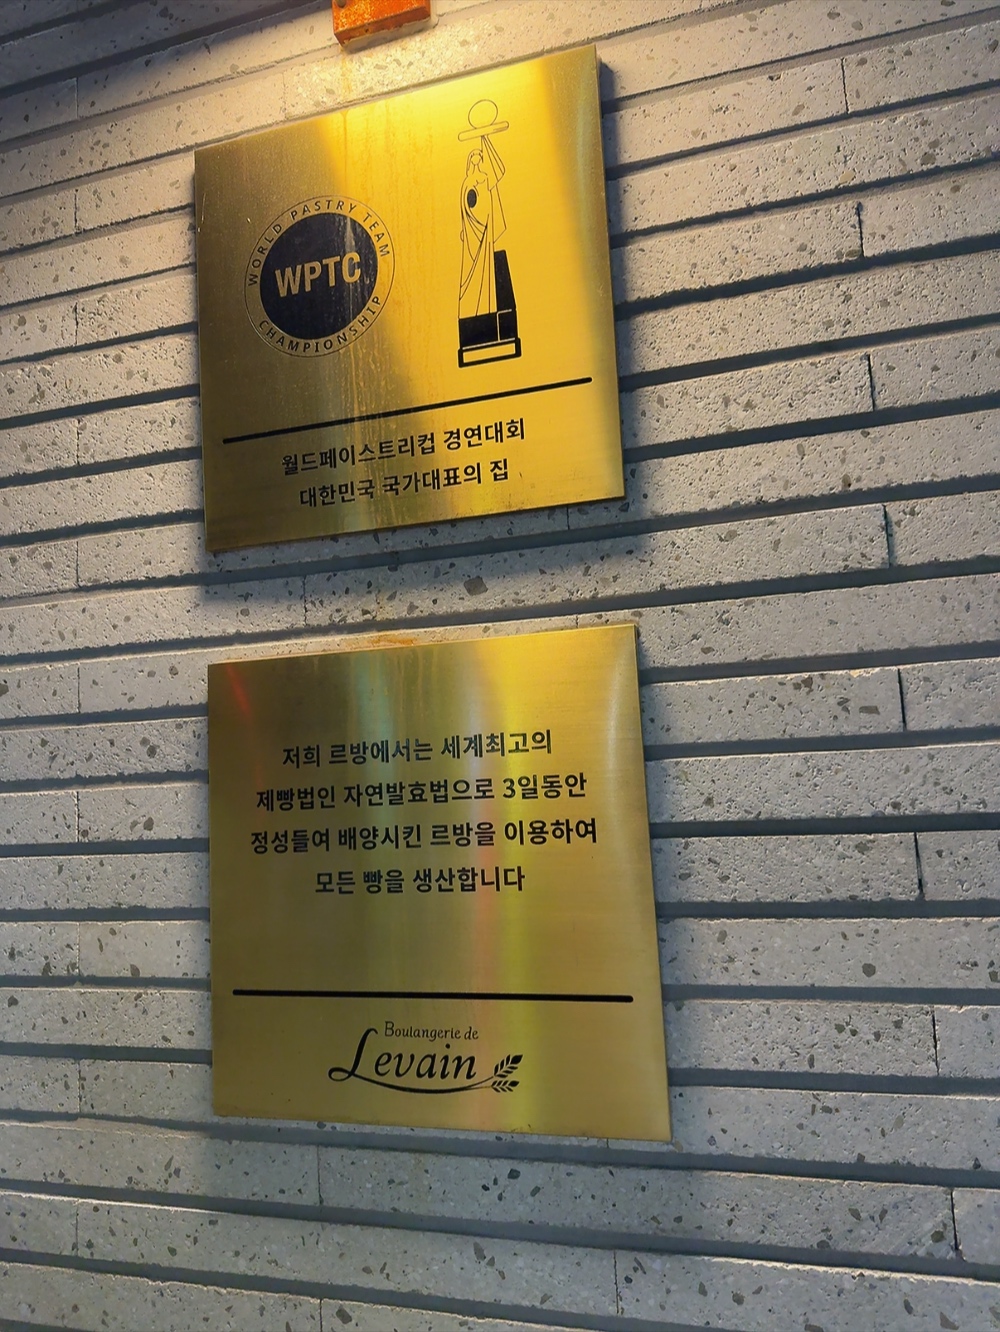 WORLD PASTRY TEAM
WPTC
CHAMPIONSHIP
월드페이스트리컵 경연대회
대한민국 국가대표의 집
저희 르방에서는 세계최고의
제빵법인 자연발효법으로 3일동안
정성들여 배양시킨 르방을 이용하여
모든 빵을 생산합니다
Boulangerie de
Levain